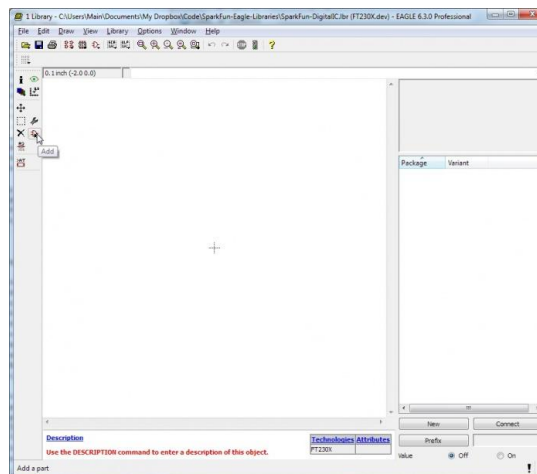 1 Library - C:\Users\Main\Documents\My Dropbox\Code\SparkFun-Eagle-Libraries\SparkFun-DigitalIC.lbr (FT230X.dev) - EAGLE 6.3.0 Professional
File Edit Draw View Library Options Window Help
0.1 inch (-2.0 0.0)
Add
Package Variant
New Connect
Description
Technologies Attributes
Prefix
Use the DESCRIPTION command to enter a description of this object.
FT230X
Value Off On
Add a part